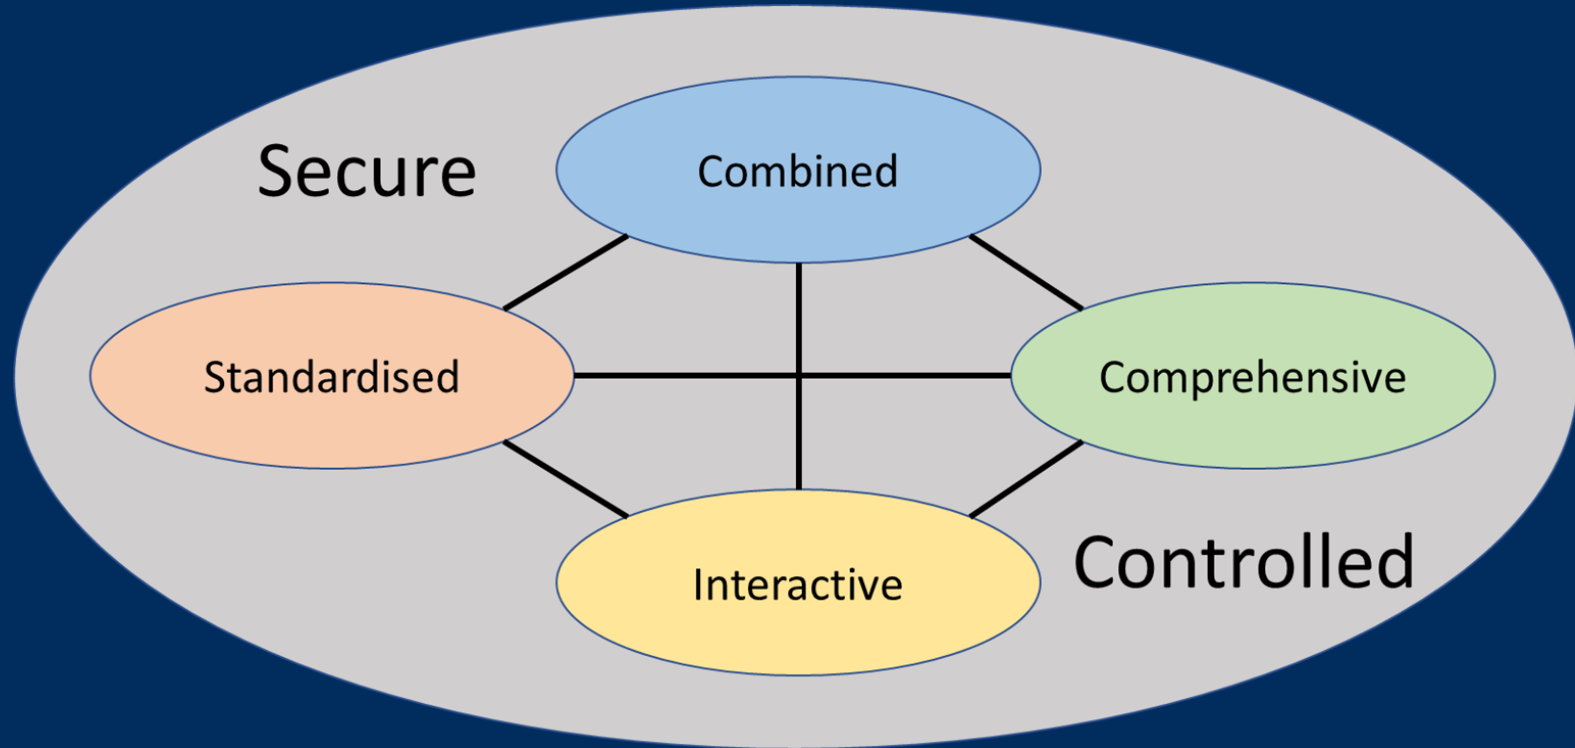 Secure
Combined
Standardised
Comprehensive
Interactive
Controlled